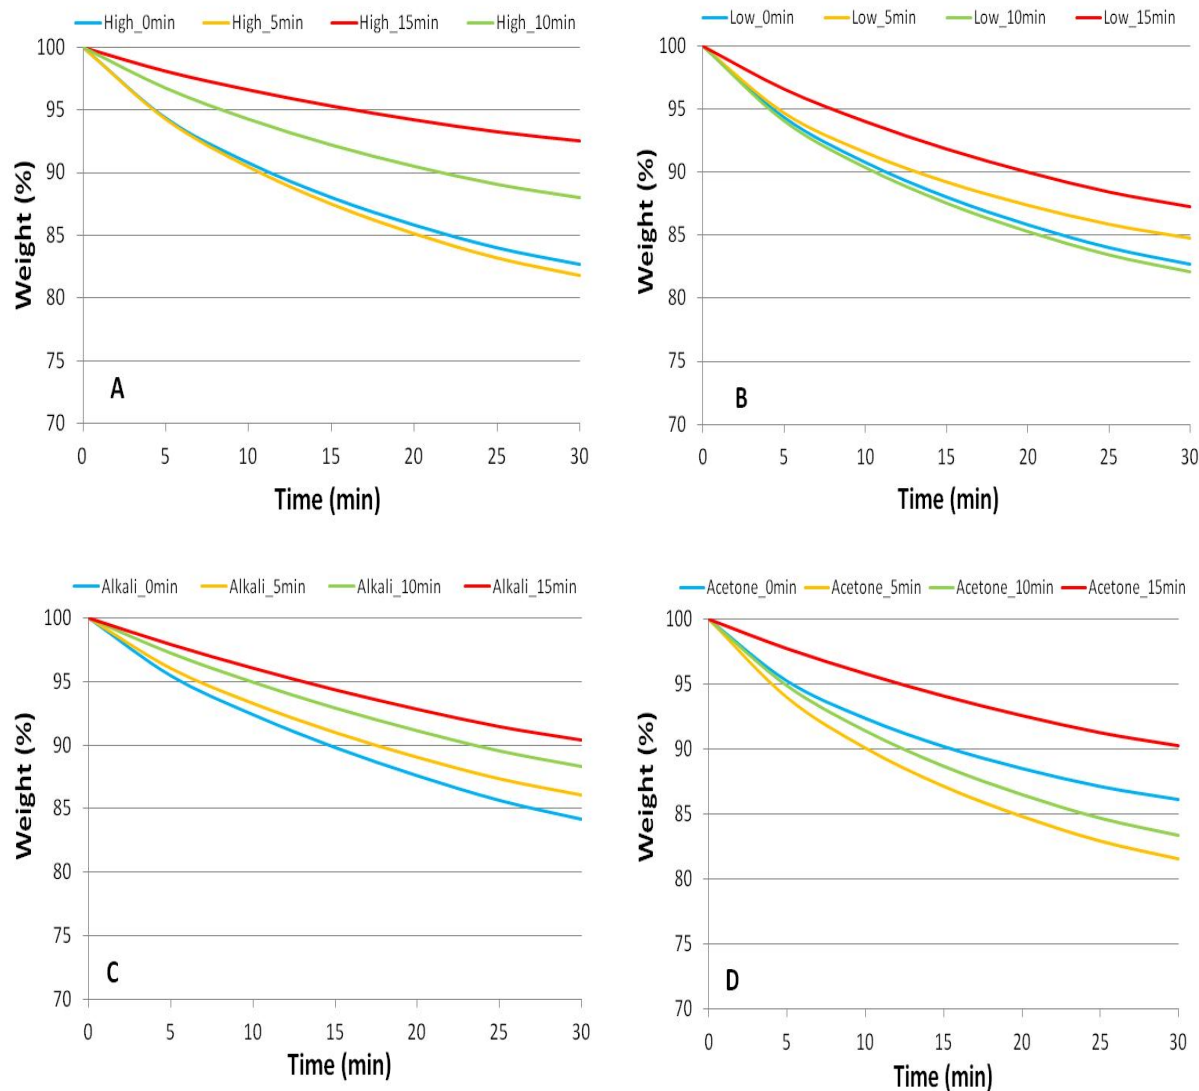 High_0min High_5min High_15min High_10min
100
95
90
85
80
75
70
Weight (%)
A
0 5 10 15 20 25 30
Time (min)
Low_0min Low_5min Low_10min Low_15min
100
95
90
85
80
75
70
Weight (%)
B
0 5 10 15 20 25 30
Time (min)
Alkali_0min Alkali_5min Alkali_10min Alkali_15min
100
95
90
85
80
75
70
Weight (%)
C
0 5 10 15 20 25 30
Time (min)
Acetone_0min Acetone_5min Acetone_10min Acetone_15min
100
95
90
85
80
75
70
Weight (%)
D
0 5 10 15 20 25 30
Time (min)